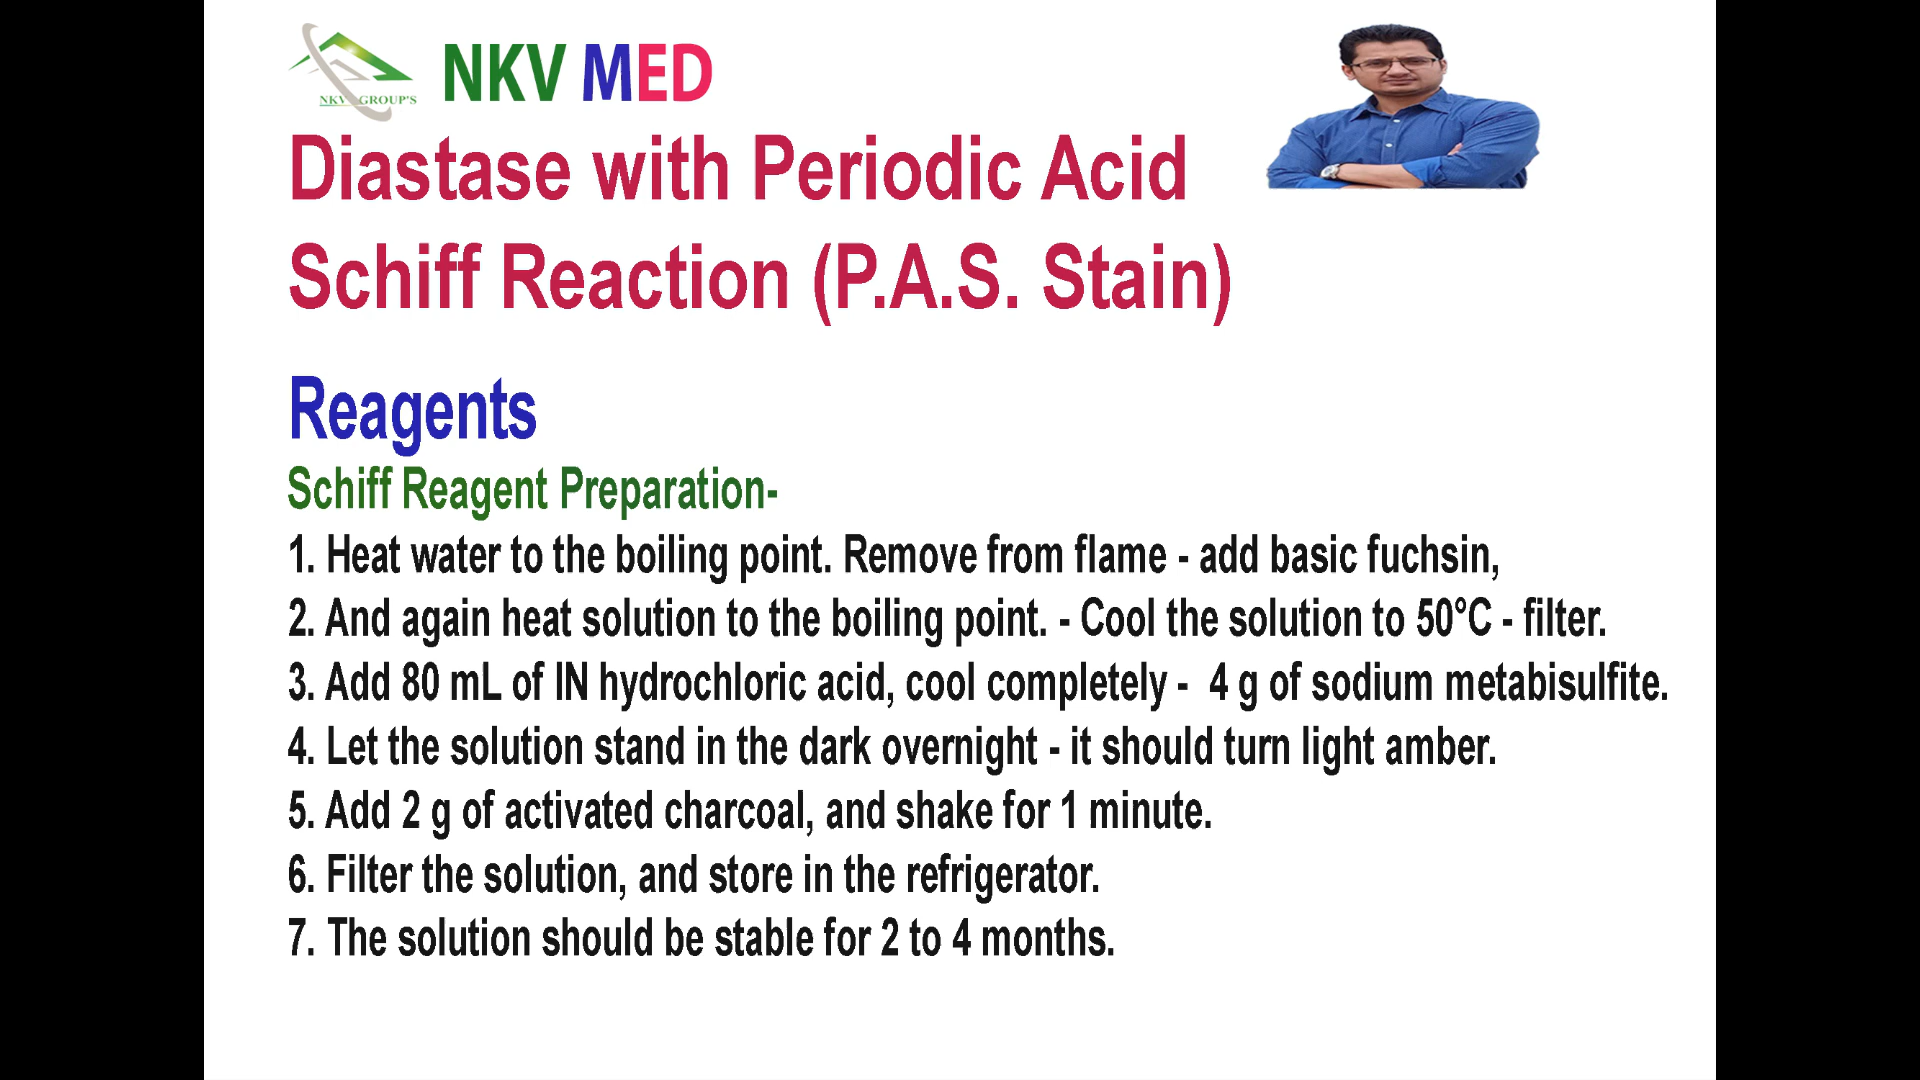 NKV GROUP'S
NKV MED
Diastase with Periodic Acid
Schiff Reaction (P.A.S. Stain)
Reagents
Schiff Reagent Preparation-
1. Heat water to the boiling point. Remove from flame - add basic fuchsin,
2. And again heat solution to the boiling point. - Cool the solution to 50°C - filter.
3. Add 80 mL of IN hydrochloric acid, cool completely - 4 g of sodium metabisulfite.
4. Let the solution stand in the dark overnight - it should turn light amber.
5. Add 2 g of activated charcoal, and shake for 1 minute.
6. Filter the solution, and store in the refrigerator.
7. The solution should be stable for 2 to 4 months.